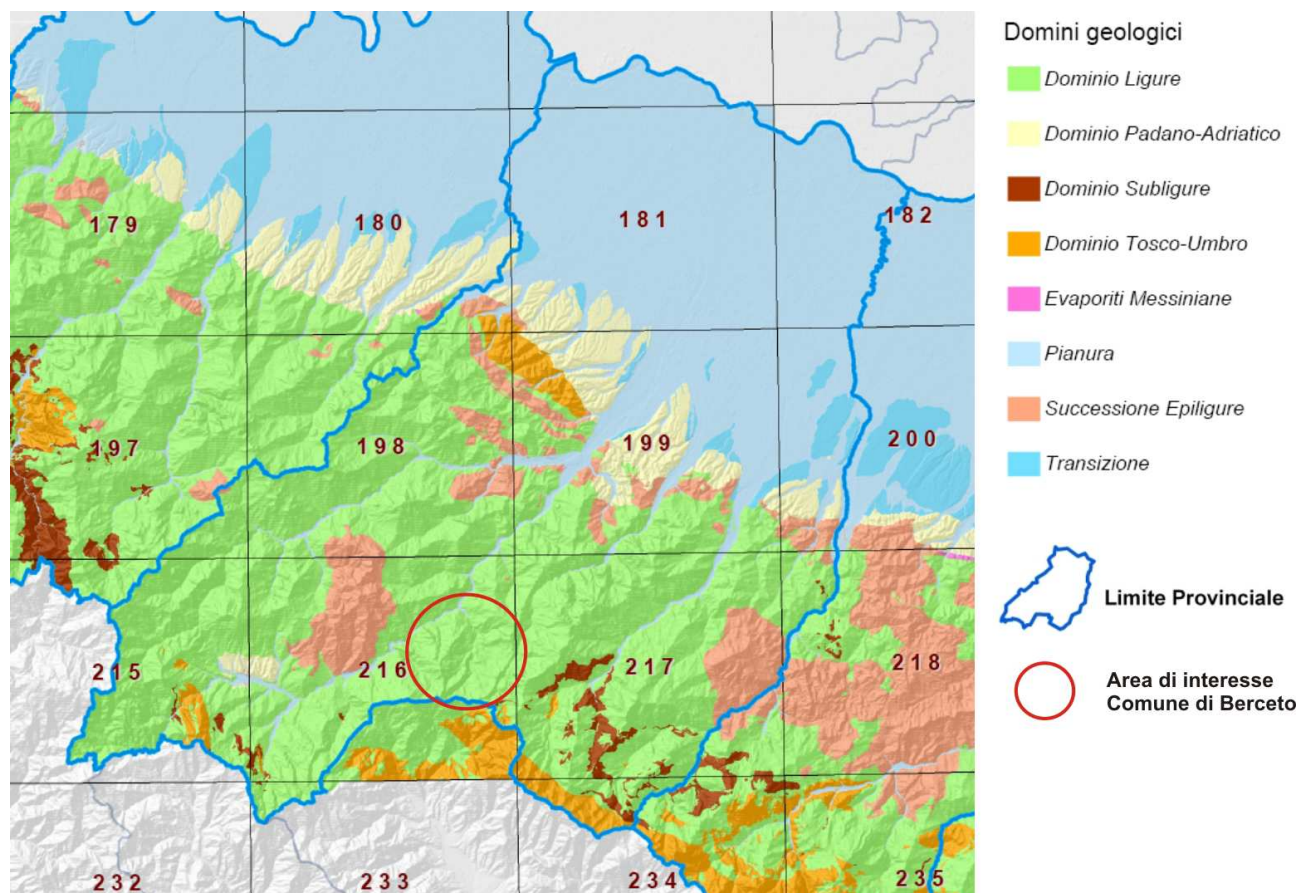 Domini geologici
Dominio Ligure
Dominio Padano-Adriatico
Dominio Subligure
Dominio Tosco-Umbro
Evaporiti Messiniane
Pianura
Successione Epiligure
Transizione
Limite Provinciale
Area di interesse
Comune di Berceto
179
180
181
182
197
198
199
200
215
216
217
218
232
233
234
235